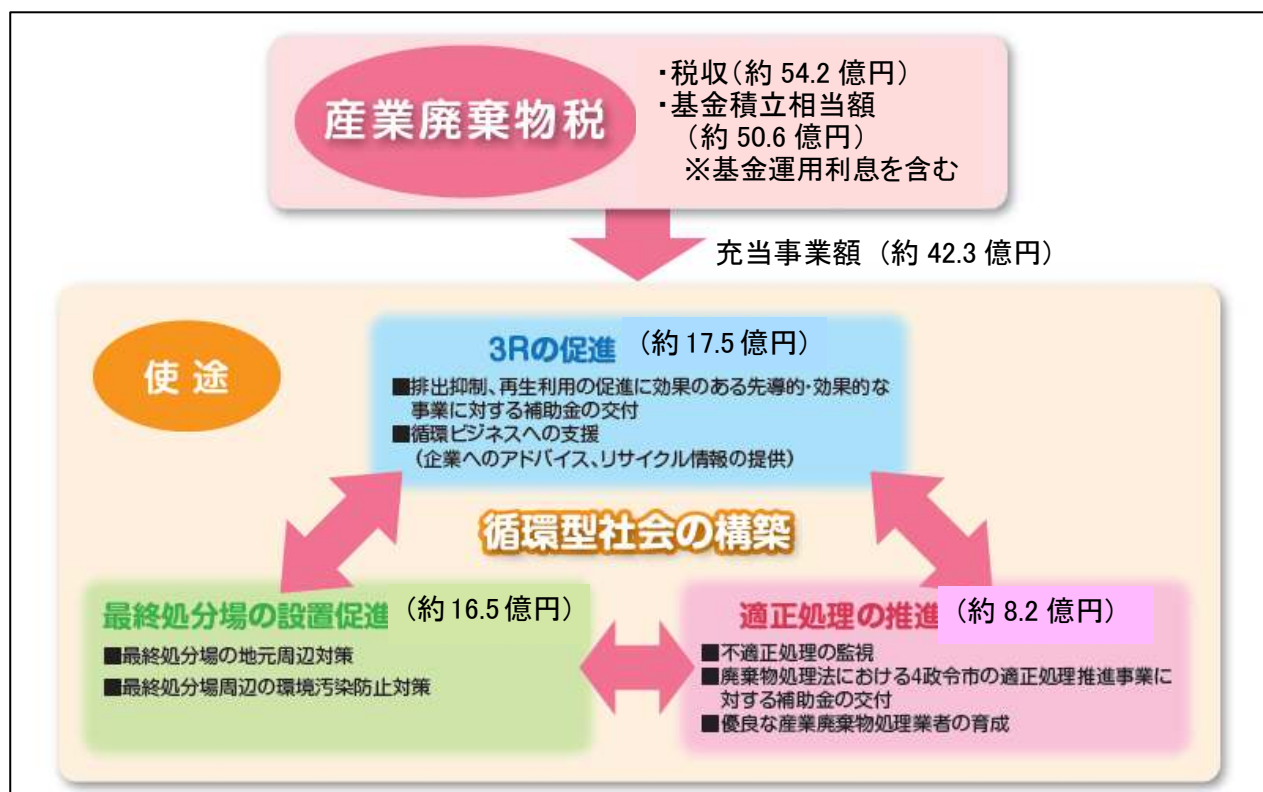 産業廃棄物税
・税収（約 54.2 億円）
・基金積立相当額
（約 50.6 億円）
※基金運用利息を含む
充当事業額 （約 42.3 億円）
使途
3Rの促進 （約 17.5 億円）
■排出抑制、再生利用の促進に効果のある先導的・効果的な
事業に対する補助金の交付
■循環ビジネスへの支援
（企業へのアドバイス、リサイクル情報の提供）
循環型社会の構築
最終処分場の設置促進 （約 16.5 億円）
■最終処分場の地元周辺対策
■最終処分場周辺の環境汚染防止対策
適正処理の推進 （約 8.2 億円）
■不適正処理の監視
■廃棄物処理法における4政令市の適正処理推進事業に
対する補助金の交付
■優良な産業廃棄物処理業者の育成